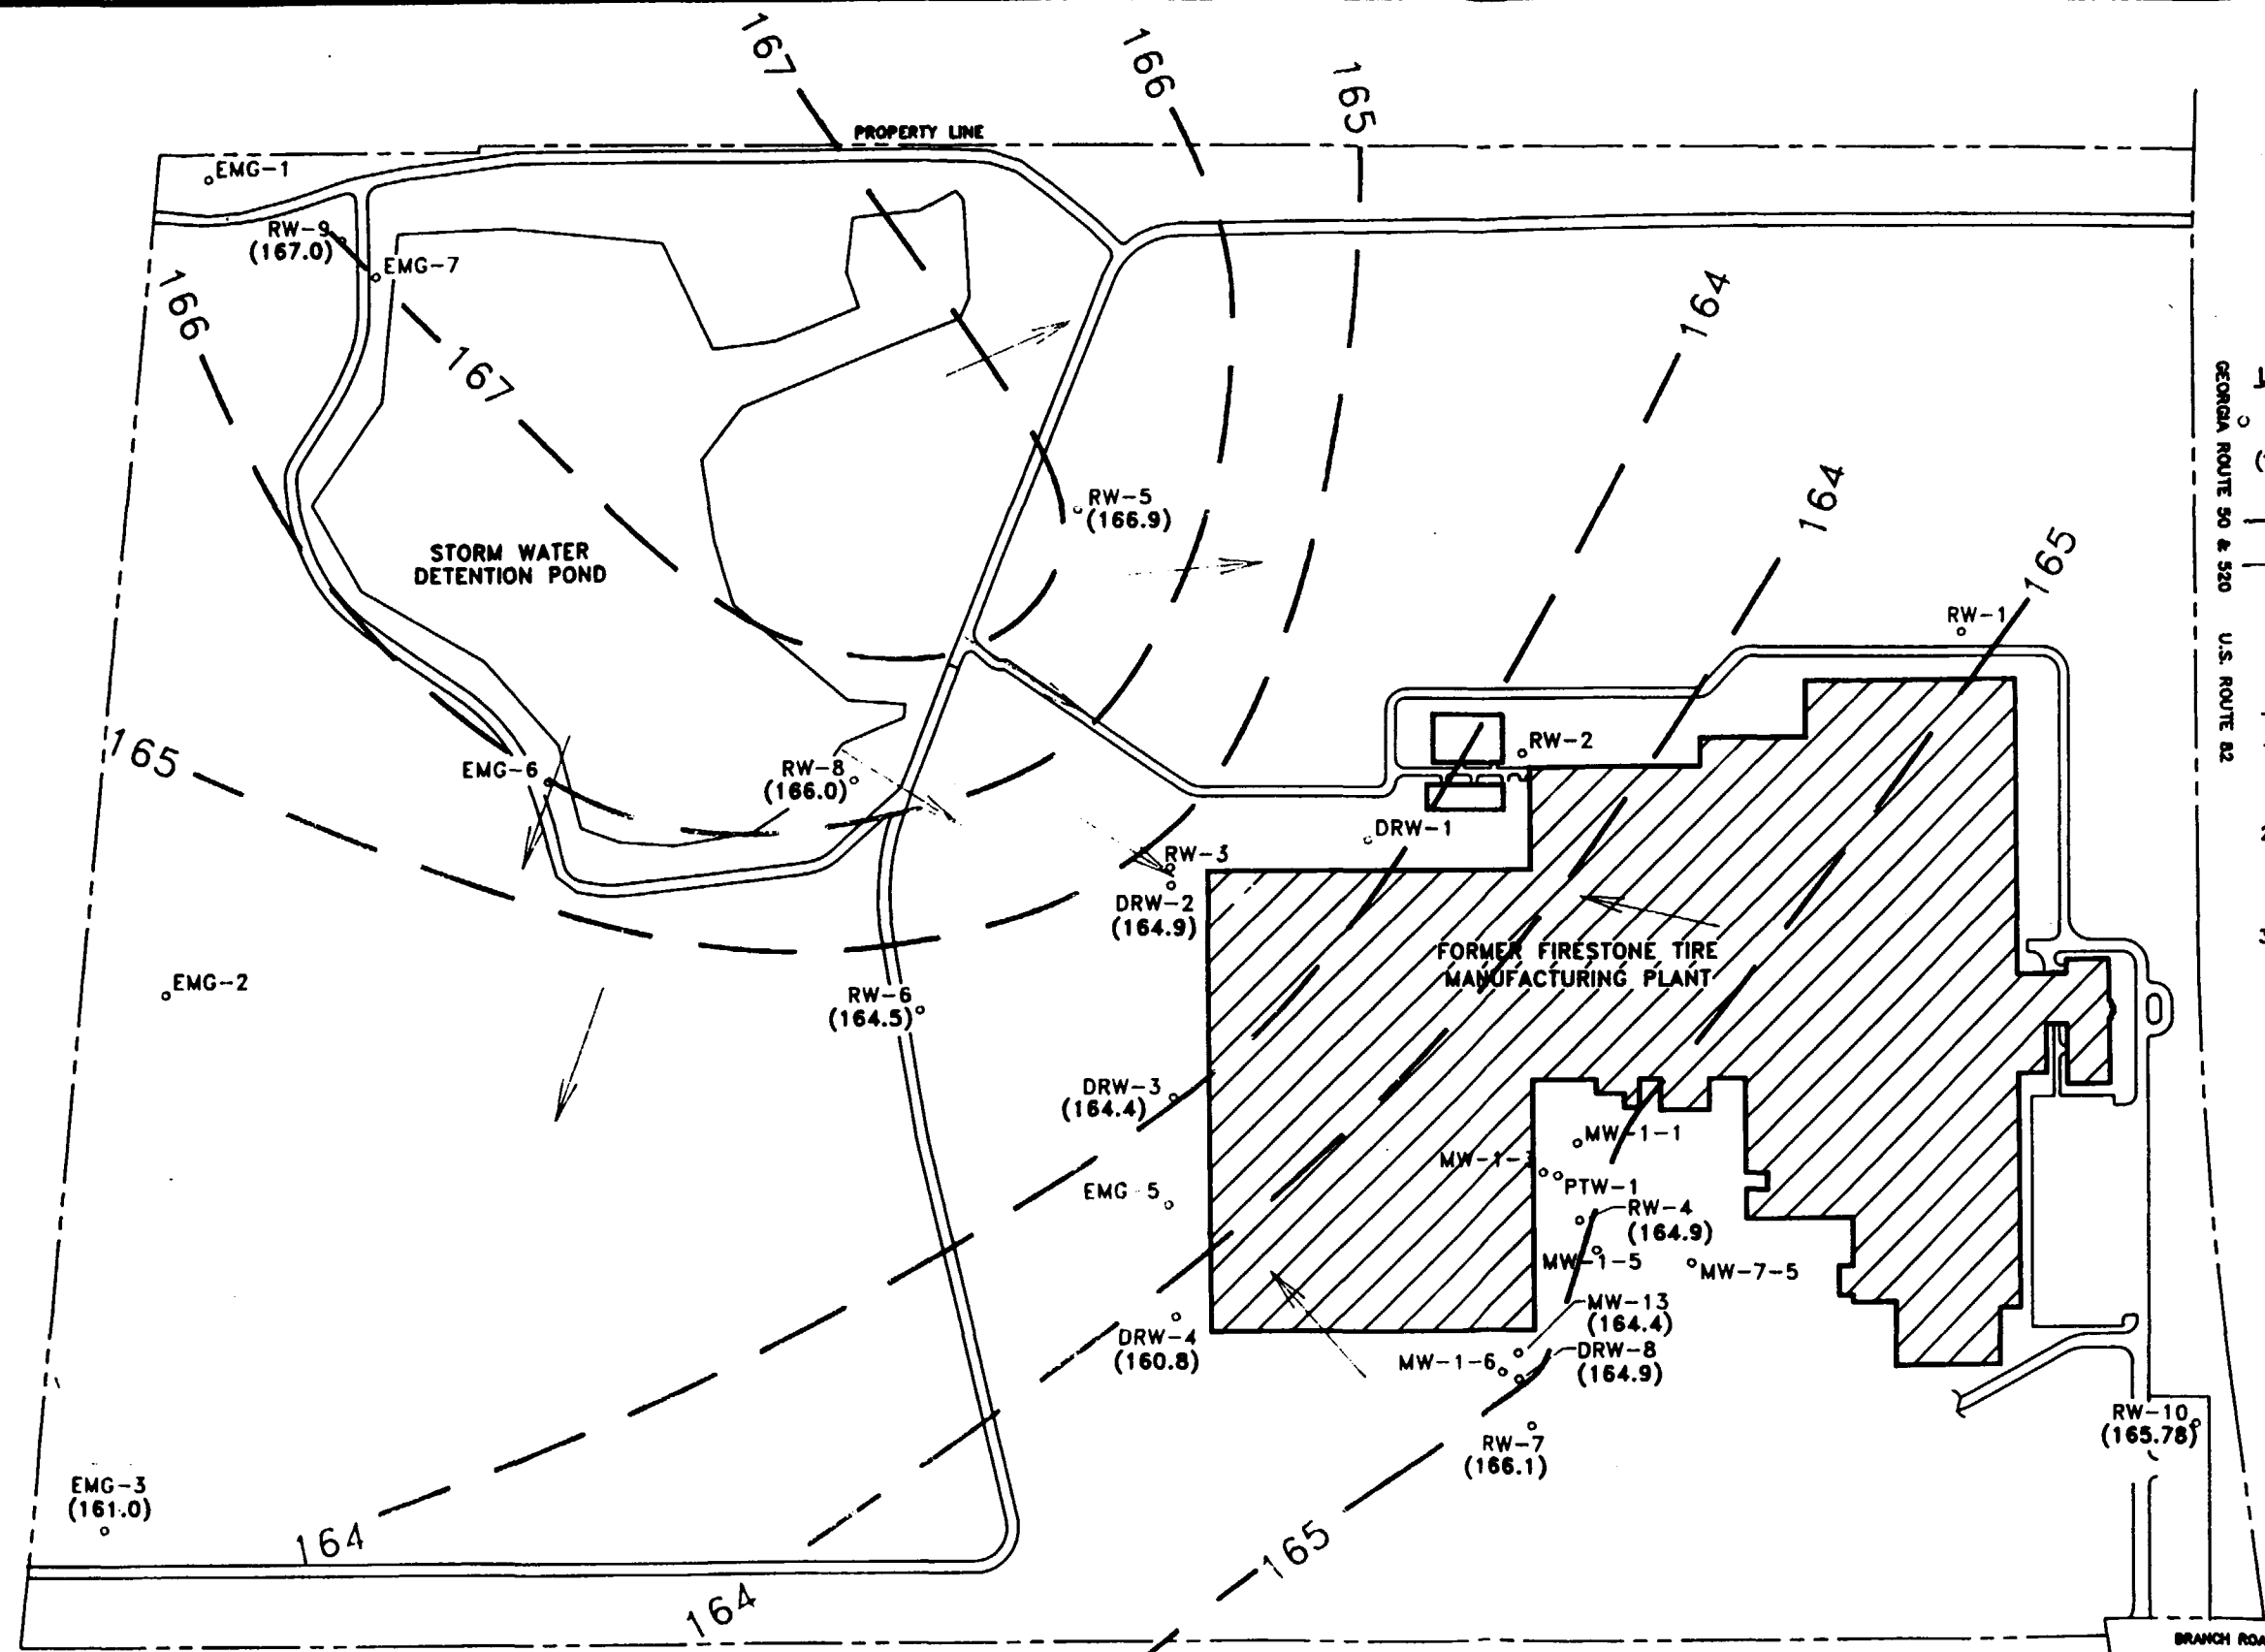 167
166
165
PROPERTY LINE
EMG-1
RW-9
(167.0)
EMG-7
166
167
164
GEORGIA ROUTE 50 & 520 U.S. ROUTE 82
RW-5
(166.9)
164
STORM WATER
DETENTION POND
165
RW-1
165
EMG-6
RW-8
(166.0)
RW-2
DRW-1
RW-3
DRW-2
(164.9)
FORMER FIRESTONE TIRE
MANUFACTURING PLANT
EMG-2
RW-6
(164.5)
DRW-3
(164.4)
MW-1-1
MW-1-3
PTW-1
EMG-5
RW-4
(164.9)
MW-1-5
MW-7-5
MW-13
(164.4)
DRW-4
(160.8)
DRW-8
(164.9)
MW-1-6
RW-10
(165.78)
RW-7
(166.1)
EMG-3
(161.0)
164
165
164
BRANCH